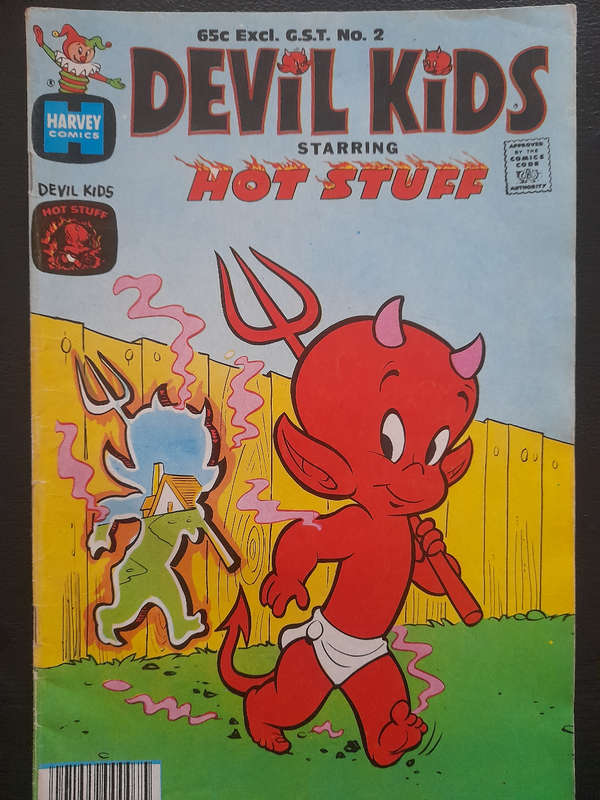 65c Excl. G.S.T. No. 2
DEViL KiDS
STARRING
HOT STUFF
HARVEY
COMICS
DEVIL KIDS
HOT STUFF
APPROVED
BY THE
COMICS
CODE
AUTHORITY